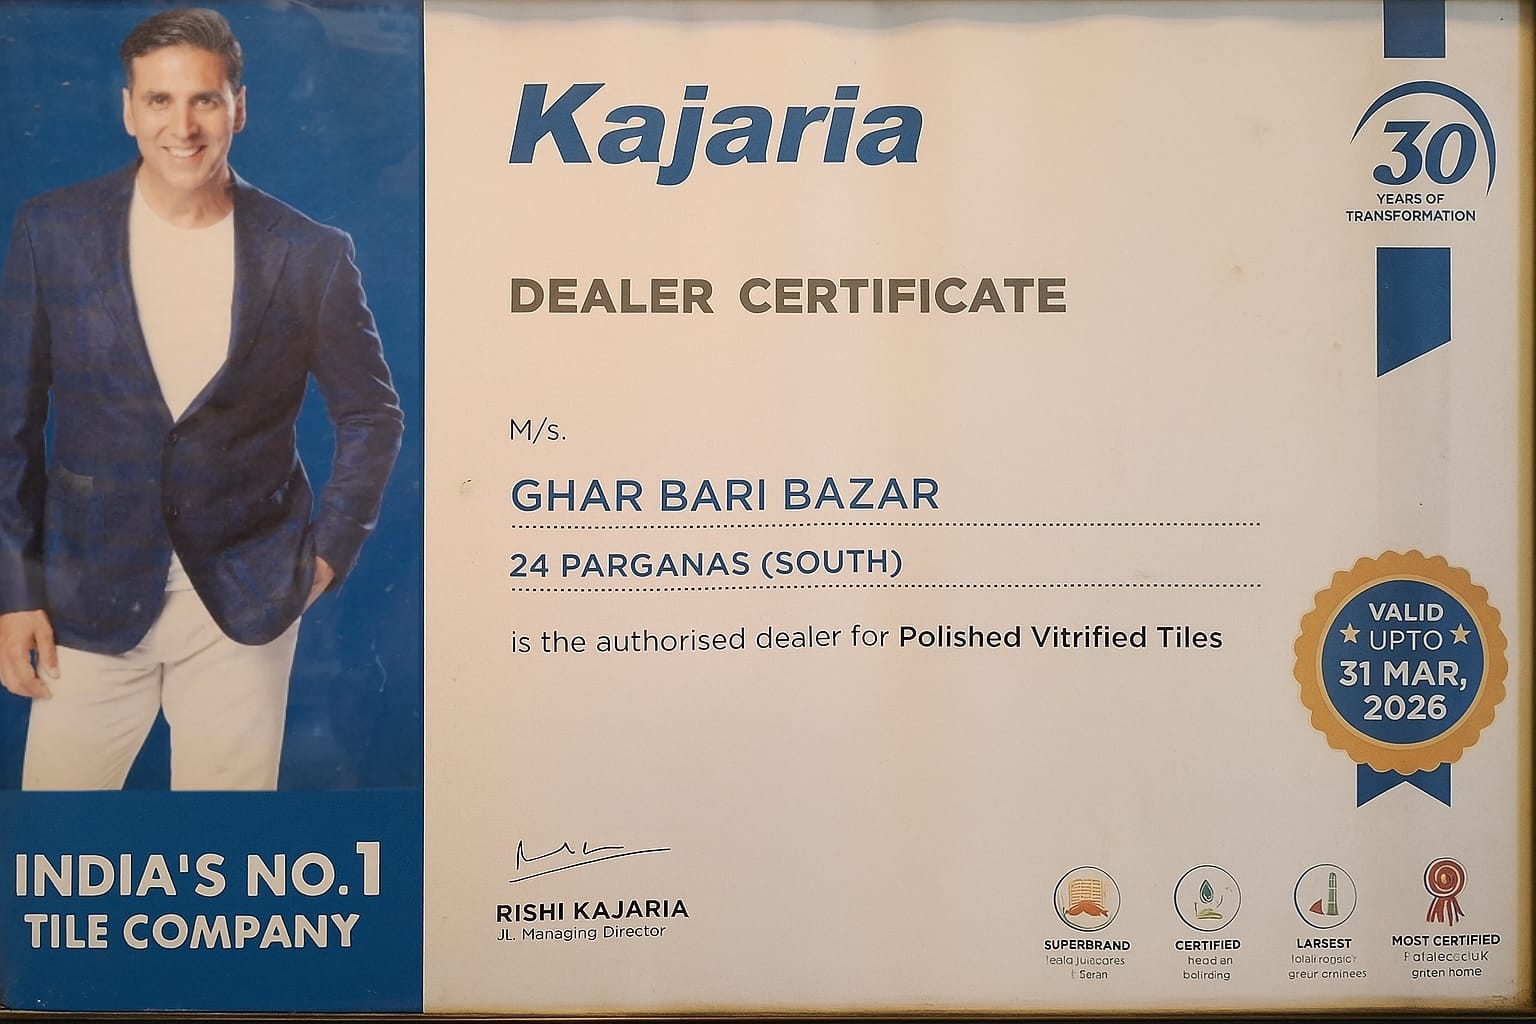 Kajaria
30
YEARS OF
TRANSFORMATION
DEALER CERTIFICATE
M/s.
GHAR BARI BAZAR
24 PARGANAS (SOUTH)
is the authorised dealer for Polished Vitrified Tiles
VALID
UPTO
31 MAR,
2026
RISHI KAJARIA
JL. Managing Director
INDIA'S NO.1
TILE COMPANY
SUPERBRAND
CERTIFIED
LARSEST
MOST CERTIFIED
griten home